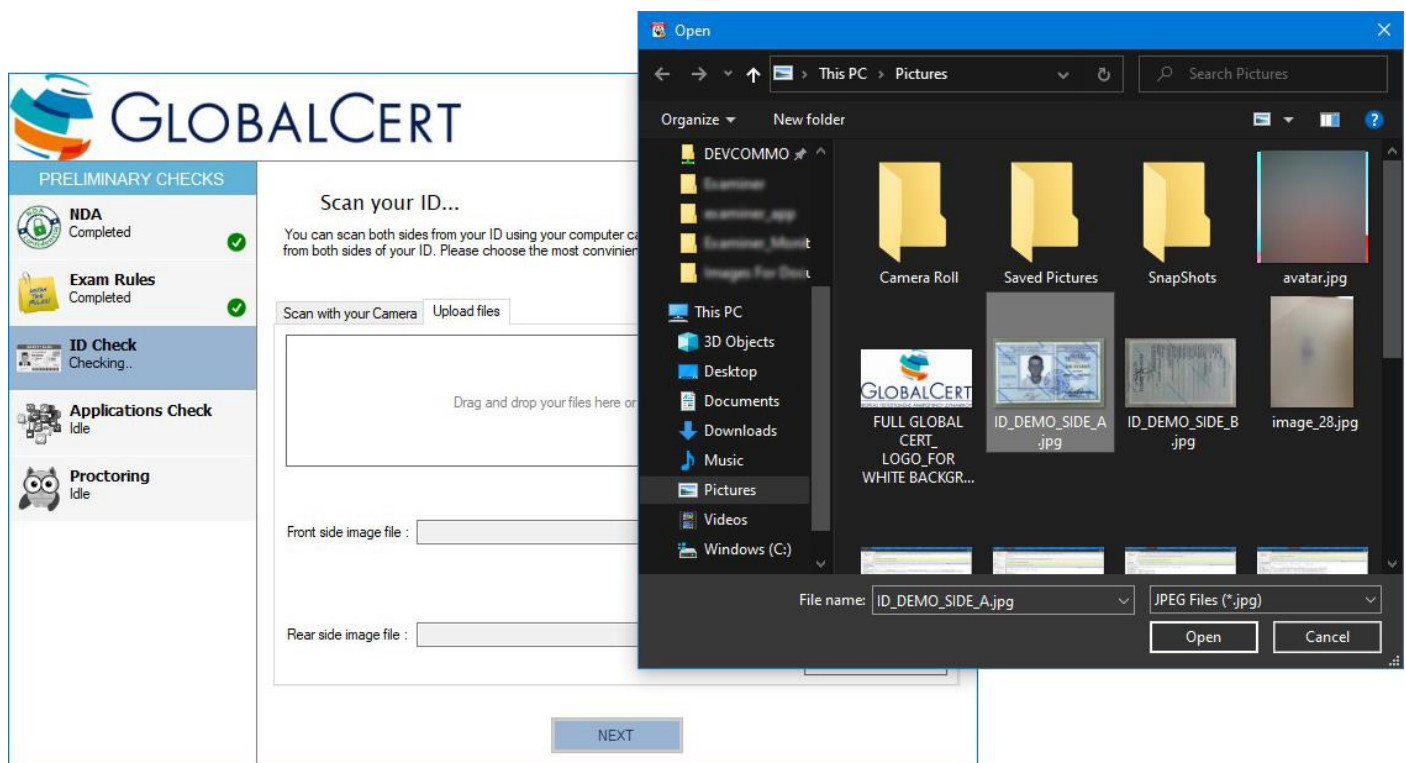 GLOBALCERT
PRELIMINARY CHECKS
NDA
Completed
Exam Rules
Completed
ID Check
Checking..
Applications Check
Idle
Proctoring
Idle
Scan your ID...
You can scan both sides from your ID using your computer
from both sides of your ID. Please choose the most
Scan with your Camera Upload files
Drag and drop your files here or
Front side image file :
Rear side image file :
NEXT
Open
This PC > Pictures
Search Pictures
Organize
New folder
DEVCOMMO
Examiner
examiner_app
This PC
3D Objects
Desktop
Documents
Downloads
Music
Pictures
Videos
Windows (C:)
Camera Roll
Saved Pictures
SnapShots
avatar.jpg
GLOBALCERT
FULL GLOBAL
CERT_
LOGO_FOR
WHITE BACKGR...
ID_DEMO_SIDE_A
.jpg
ID_DEMO_SIDE_B
.jpg
image_28.jpg
File name: ID_DEMO_SIDE_A.jpg
JPEG Files (*.jpg)
Open
Cancel